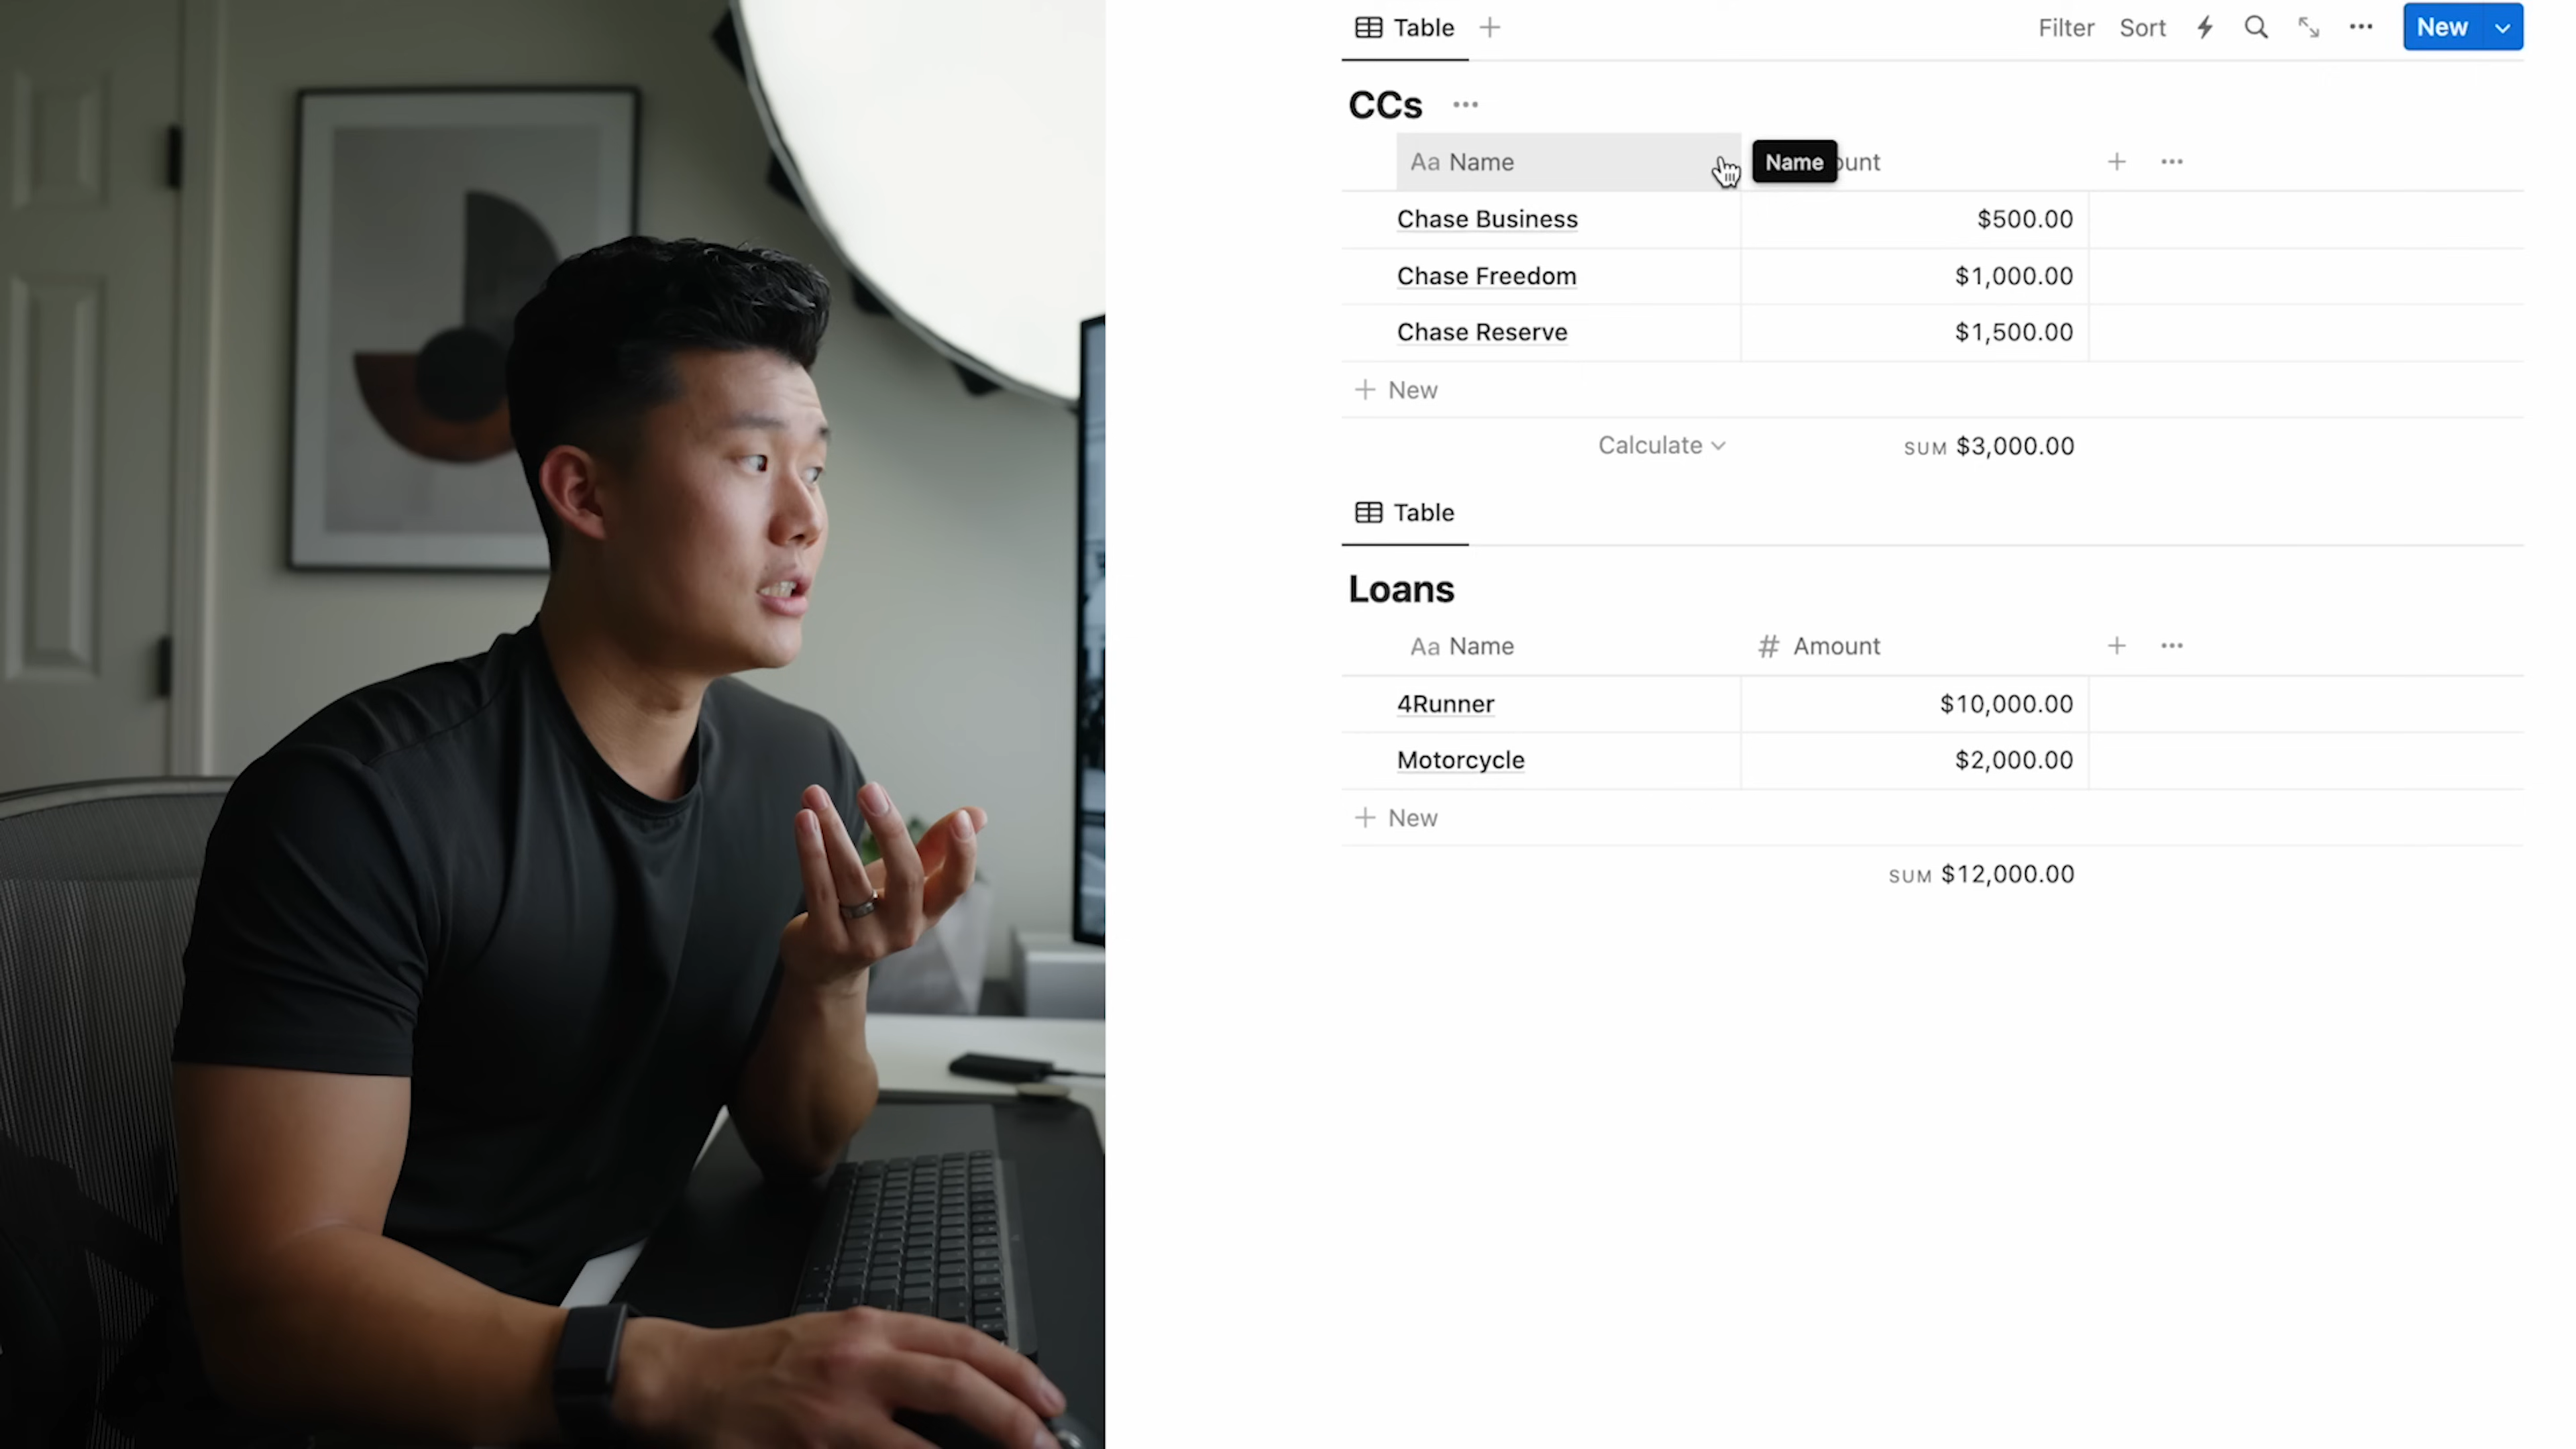 Table
Filter Sort New
CCs
Aa Name Name ount
Chase Business $500.00
Chase Freedom $1,000.00
Chase Reserve $1,500.00
New
Calculate SUM $3,000.00
Table
Loans
Aa Name # Amount
4Runner $10,000.00
Motorcycle $2,000.00
New
SUM $12,000.00